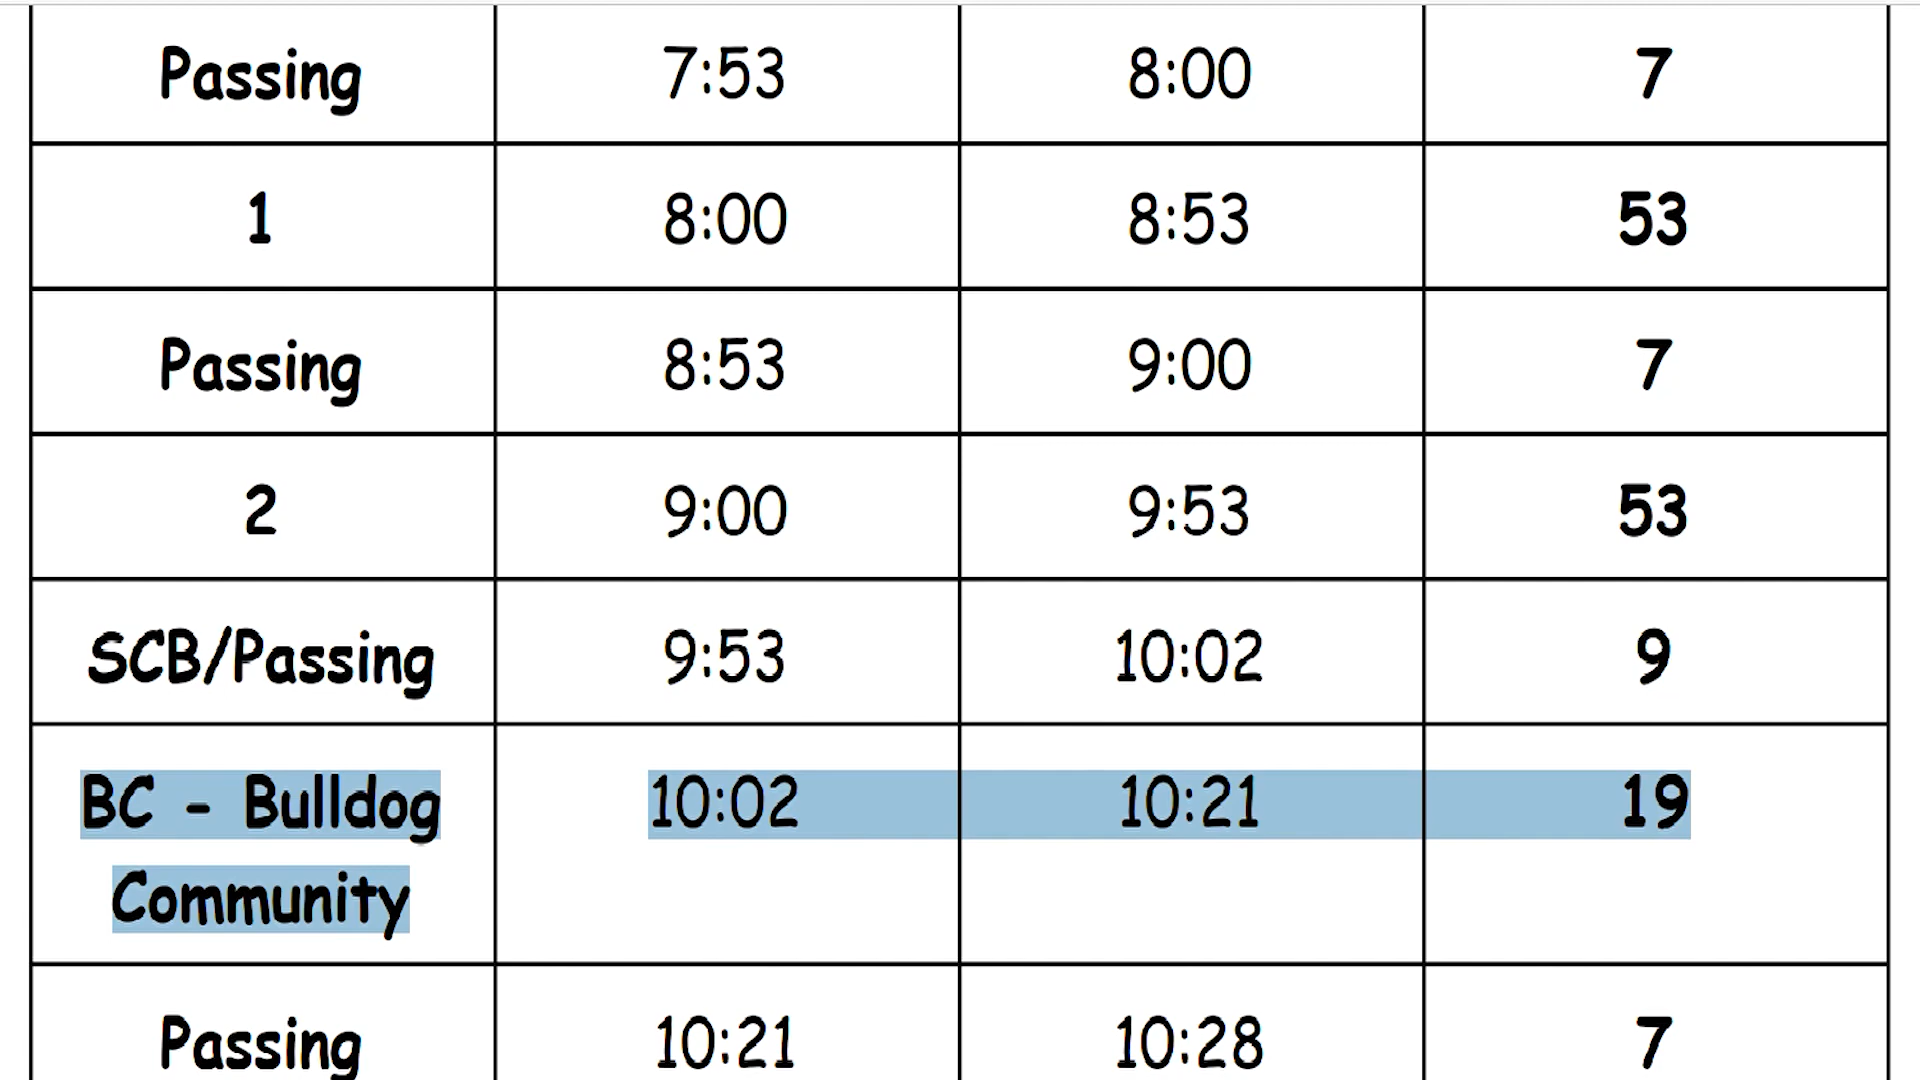 Passing 7:53 8:00 7
1 8:00 8:53 53
Passing 8:53 9:00 7
2 9:00 9:53 53
SCB/Passing 9:53 10:02 9
BC - Bulldog 10:02 10:21 19
Community
Passing 10:21 10:28 7